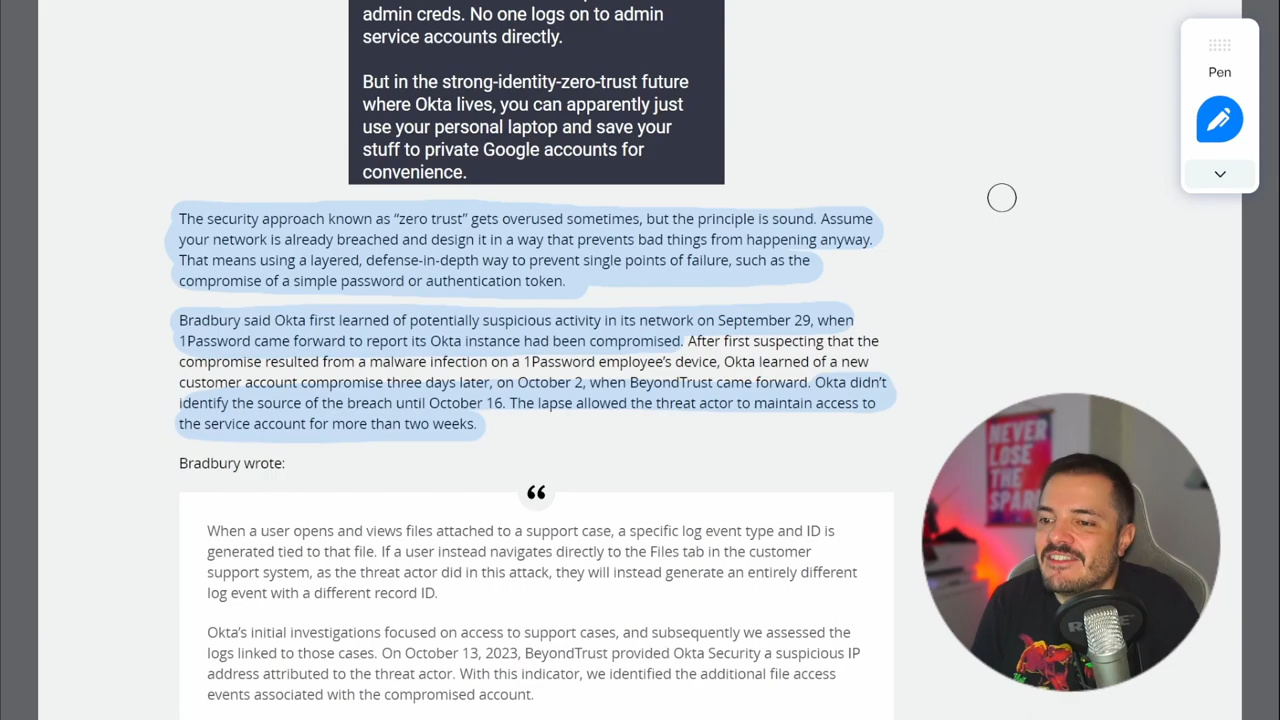 admin creds. No one logs on to admin
service accounts directly.
But in the strong-identity-zero-trust future
where Okta lives, you can apparently just
use your personal laptop and save your
stuff to private Google accounts for
convenience.
Pen
The security approach known as “zero trust” gets overused sometimes, but the principle is sound. Assume
your network is already breached and design it in a way that prevents bad things from happening anyway.
That means using a layered, defense-in-depth way to prevent single points of failure, such as the
compromise of a simple password or authentication token.
Bradbury said Okta first learned of potentially suspicious activity in its network on September 29, when
1Password came forward to report its Okta instance had been compromised. After first suspecting that the
compromise resulted from a malware infection on a 1Password employee’s device, Okta learned of a new
customer account compromise three days later, on October 2, when BeyondTrust came forward. Okta didn’t
identify the source of the breach until October 16. The lapse allowed the threat actor to maintain access to
the service account for more than two weeks.
Bradbury wrote:
“
When a user opens and views files attached to a support case, a specific log event type and ID is
generated tied to that file. If a user instead navigates directly to the Files tab in the customer
support system, as the threat actor did in this attack, they will instead generate an entirely different
log event with a different record ID.
Okta’s initial investigations focused on access to support cases, and subsequently we assessed the
logs linked to those cases. On October 13, 2023, BeyondTrust provided Okta Security a suspicious IP
address attributed to the threat actor. With this indicator, we identified the additional file access
events associated with the compromised account.
NEVER
LOSE
THE
SPARK